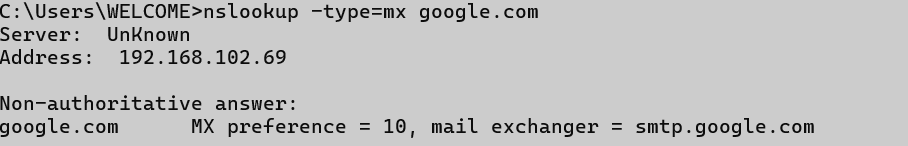 C:\Users\WELCOME>nslookup -type=mx google.com
Server:  UnKnown
Address:  192.168.102.69
Non-authoritative answer:
google.com      MX preference = 10, mail exchanger = smtp.google.com